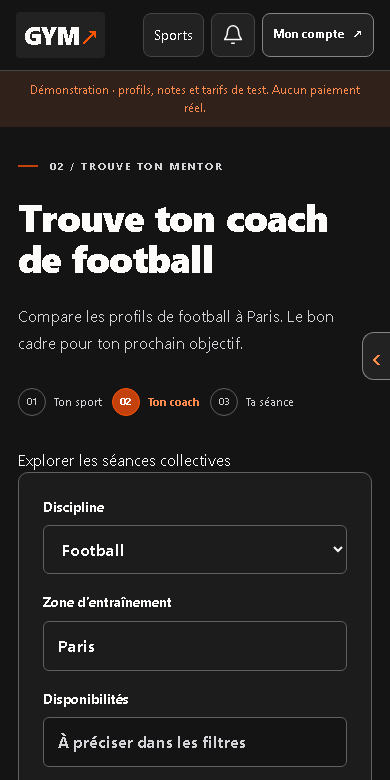 GYM↗
Sports
Mon compte ↗
Démonstration · profils, notes et tarifs de test. Aucun paiement
réel.
02 / TROUVE TON MENTOR
Trouve ton coach
de football
Compare les profils de football à Paris. Le bon
cadre pour ton prochain objectif.
01 Ton sport 02 Ton coach 03 Ta séance
Explorer les séances collectives
Discipline
Football
Zone d'entraînement
Paris
Disponibilités
À préciser dans les filtres